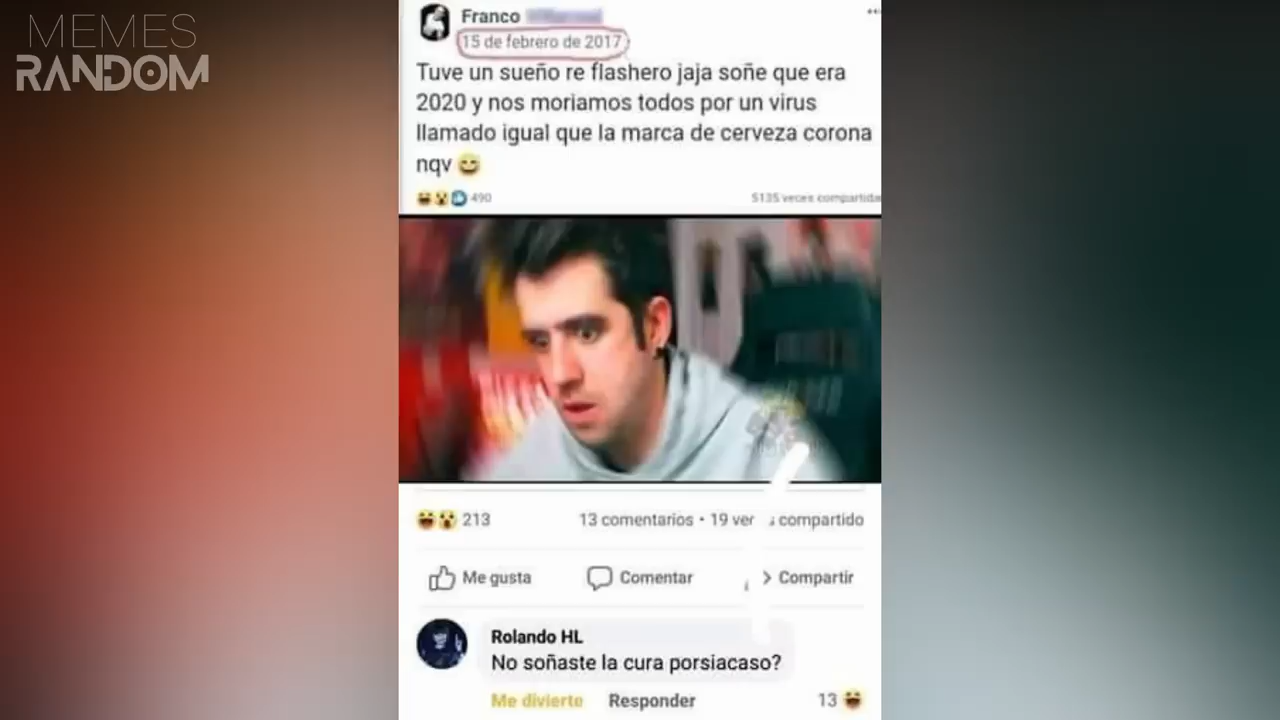 MEMES
RANDOM
Franco
15 de febrero de 2017
Tuve un sueño re flashero jaja soñe que era
2020 y nos moriamos todos por un virus
llamado igual que la marca de cerveza corona
nqv 😅
490
5135 veces compartida
213
13 comentarios • 19 ver
compartido
Me gusta
Comentar
Compartir
Rolando HL
No soñaste la cura porsiacaso?
Me divierte
Responder
13